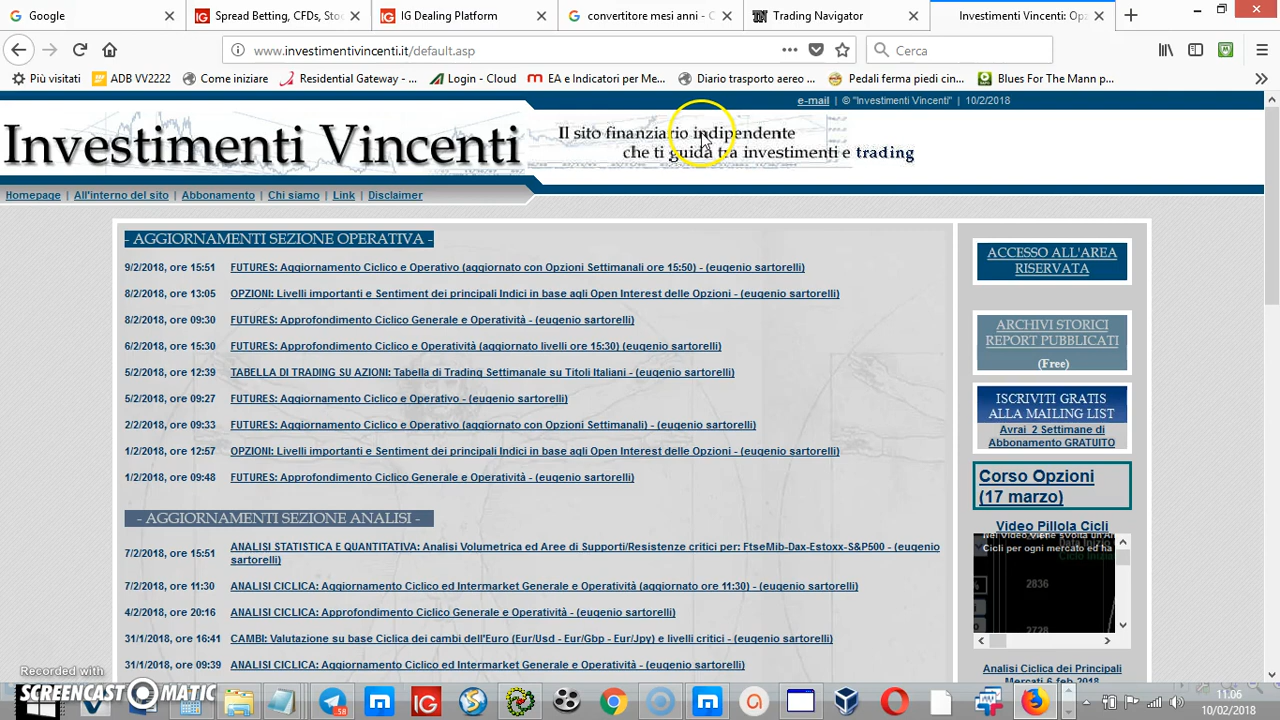 Google
Spread Betting, CFDs, Stoc
IG Dealing Platform
convertitore mesi anni - C
Trading Navigator
Investimenti Vincenti: Opz
www.investimentivincenti.it/default.asp
Cerca
Più visitati
ADB VV2222
Come iniziare
Residential Gateway - ...
Login - Cloud
EA e Indicatori per Me...
Diario trasporto aereo...
Pedali ferma piedi cin...
Blues For The Mann p...
e-mail | © "Investimenti Vincenti" | 10/2/2018
Investimenti Vincenti
Il sito finanziario indipendente
che ti guida tra investimenti e trading
Homepage | All'interno del sito | Abbonamento | Chi siamo | Link | Disclaimer
- AGGIORNAMENTI SEZIONE OPERATIVA -
9/2/2018, ore 15:51 FUTURES: Aggiornamento Ciclico e Operativo (aggiornato con Opzioni Settimanali ore 15:50) - (eugenio sartorelli)
8/2/2018, ore 13:05 OPZIONI: Livelli importanti e Sentiment dei principali Indici in base agli Open Interest delle Opzioni - (eugenio sartorelli)
8/2/2018, ore 09:30 FUTURES: Approfondimento Ciclico Generale e Operatività - (eugenio sartorelli)
6/2/2018, ore 15:30 FUTURES: Approfondimento Ciclico e Operatività (aggiornato livelli ore 15:30) (eugenio sartorelli)
5/2/2018, ore 12:39 TABELLA DI TRADING SU AZIONI: Tabella di Trading Settimanale su Titoli Italiani - (eugenio sartorelli)
5/2/2018, ore 09:27 FUTURES: Aggiornamento Ciclico e Operativo - (eugenio sartorelli)
2/2/2018, ore 09:33 FUTURES: Aggiornamento Ciclico e Operativo (aggiornato con Opzioni Settimanali) - (eugenio sartorelli)
1/2/2018, ore 12:57 OPZIONI: Livelli importanti e Sentiment dei principali Indici in base agli Open Interest delle Opzioni - (eugenio sartorelli)
1/2/2018, ore 09:48 FUTURES: Approfondimento Ciclico Generale e Operatività - (eugenio sartorelli)
- AGGIORNAMENTI SEZIONE ANALISI -
7/2/2018, ore 15:51 ANALISI STATISTICA E QUANTITATIVA: Analisi Volumetrica ed Aree di Supporti/Resistenze critici per: FtseMib-Dax-Estoxx-S&P500 - (eugenio
sartorelli)
7/2/2018, ore 11:30 ANALISI CICLICA: Aggiornamento Ciclico ed Intermarket Generale e Operatività (aggiornato ore 11:30) - (eugenio sartorelli)
4/2/2018, ore 20:16 ANALISI CICLICA: Approfondimento Ciclico Generale e Operatività - (eugenio sartorelli)
31/1/2018, ore 16:41 CAMBI: Valutazione su base Ciclica dei cambi dell'Euro (Eur/Usd - Eur/Gbp - Eur/Jpy) e livelli critici - (eugenio sartorelli)
31/1/2018, ore 09:39 ANALISI CICLICA: Aggiornamento Ciclico ed Intermarket Generale e Operatività - (eugenio sartorelli)
ACCESSO ALL'AREA
RISERVATA
ARCHIVI STORICI
REPORT PUBBLICATI
(Free)
ISCRIVITI GRATIS
ALLA MAILING LIST
Avrai 2 Settimane di
Abbonamento GRATUITO
Corso Opzioni
(17 marzo)
Video Pillola Cicli
Cicli per ogni mercato ed ha
2836
2728
Analisi Ciclica dei Principali
Mercati 6 feb 2018
Recorded with
SCREENCAST MATIC
58
11.06
10/02/2018